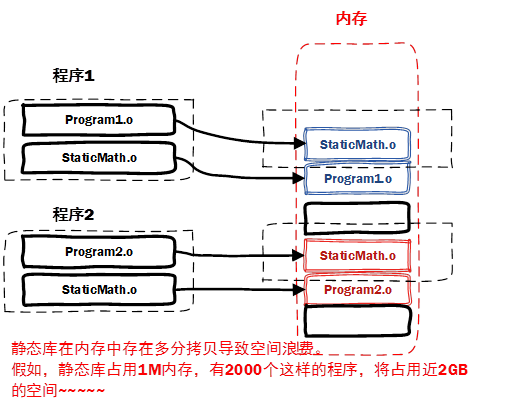 内存
程序1
Program1.o
StaticMath.o
StaticMath.o
Program1.o
程序2
Program2.o
StaticMath.o
StaticMath.o
Program2.o
静态库在内存中存在多分拷贝导致空间浪费。
假如，静态库占用1M内存，有2000个这样的程序，将占用近2GB
的空间~~~~~